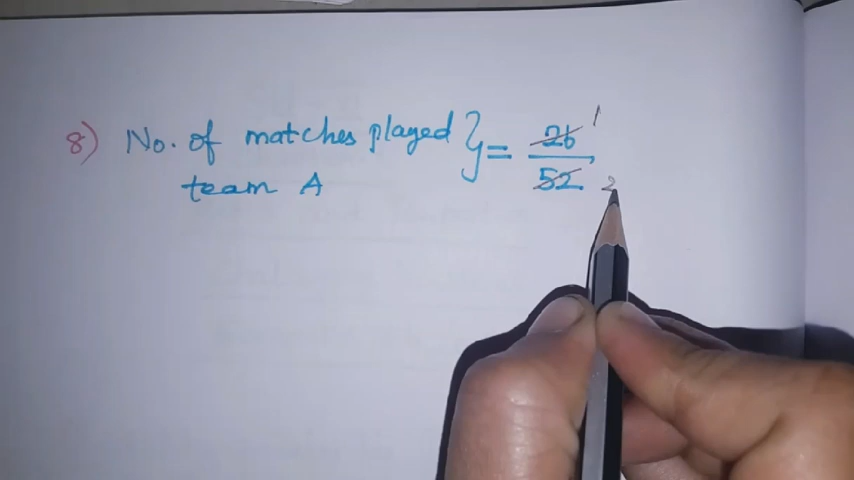 8) No. of matches played } = 26/52 1
team A 2